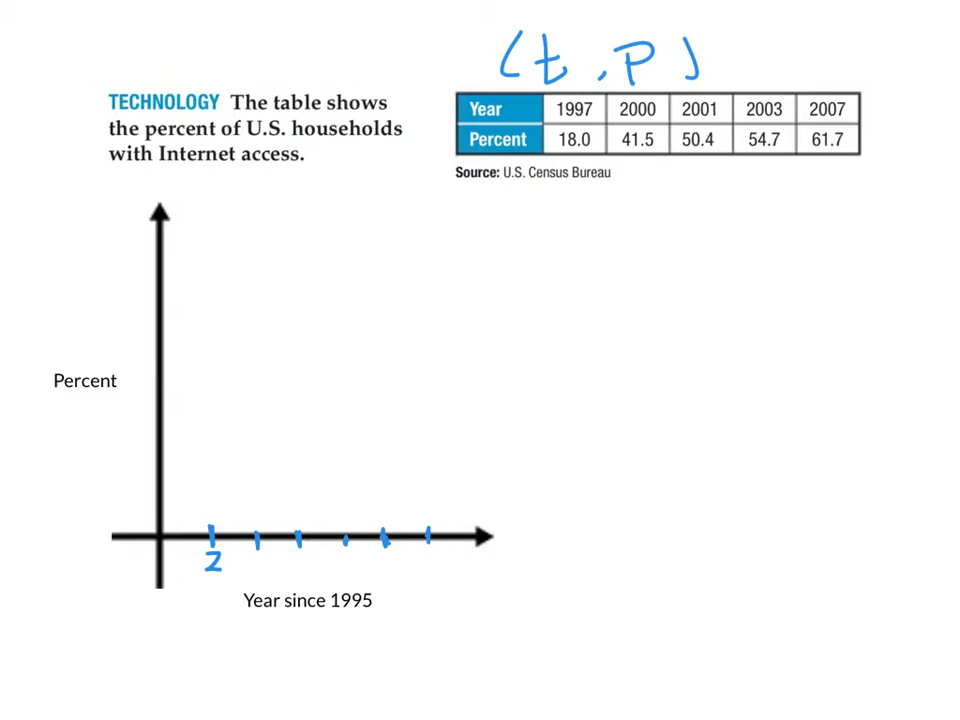 (t, P)
TECHNOLOGY The table shows
the percent of U.S. households
with Internet access.
Year 1997 2000 2001 2003 2007
Percent 18.0 41.5 50.4 54.7 61.7
Source: U.S. Census Bureau
Percent
2
Year since 1995